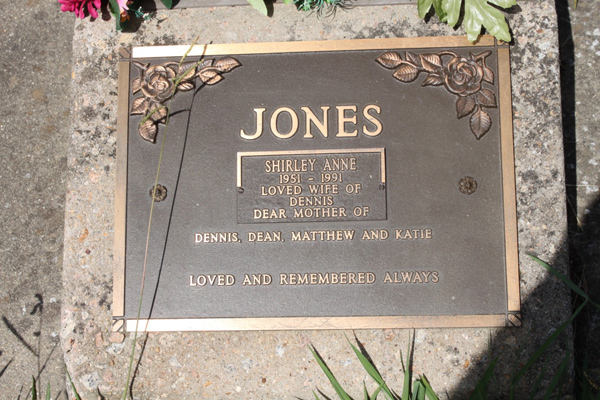 JONES
SHIRLEY ANNE
1951 - 1991
LOVED WIFE OF
DENNIS
DEAR MOTHER OF
DENNIS, DEAN, MATTHEW AND KATIE
LOVED AND REMEMBERED ALWAYS